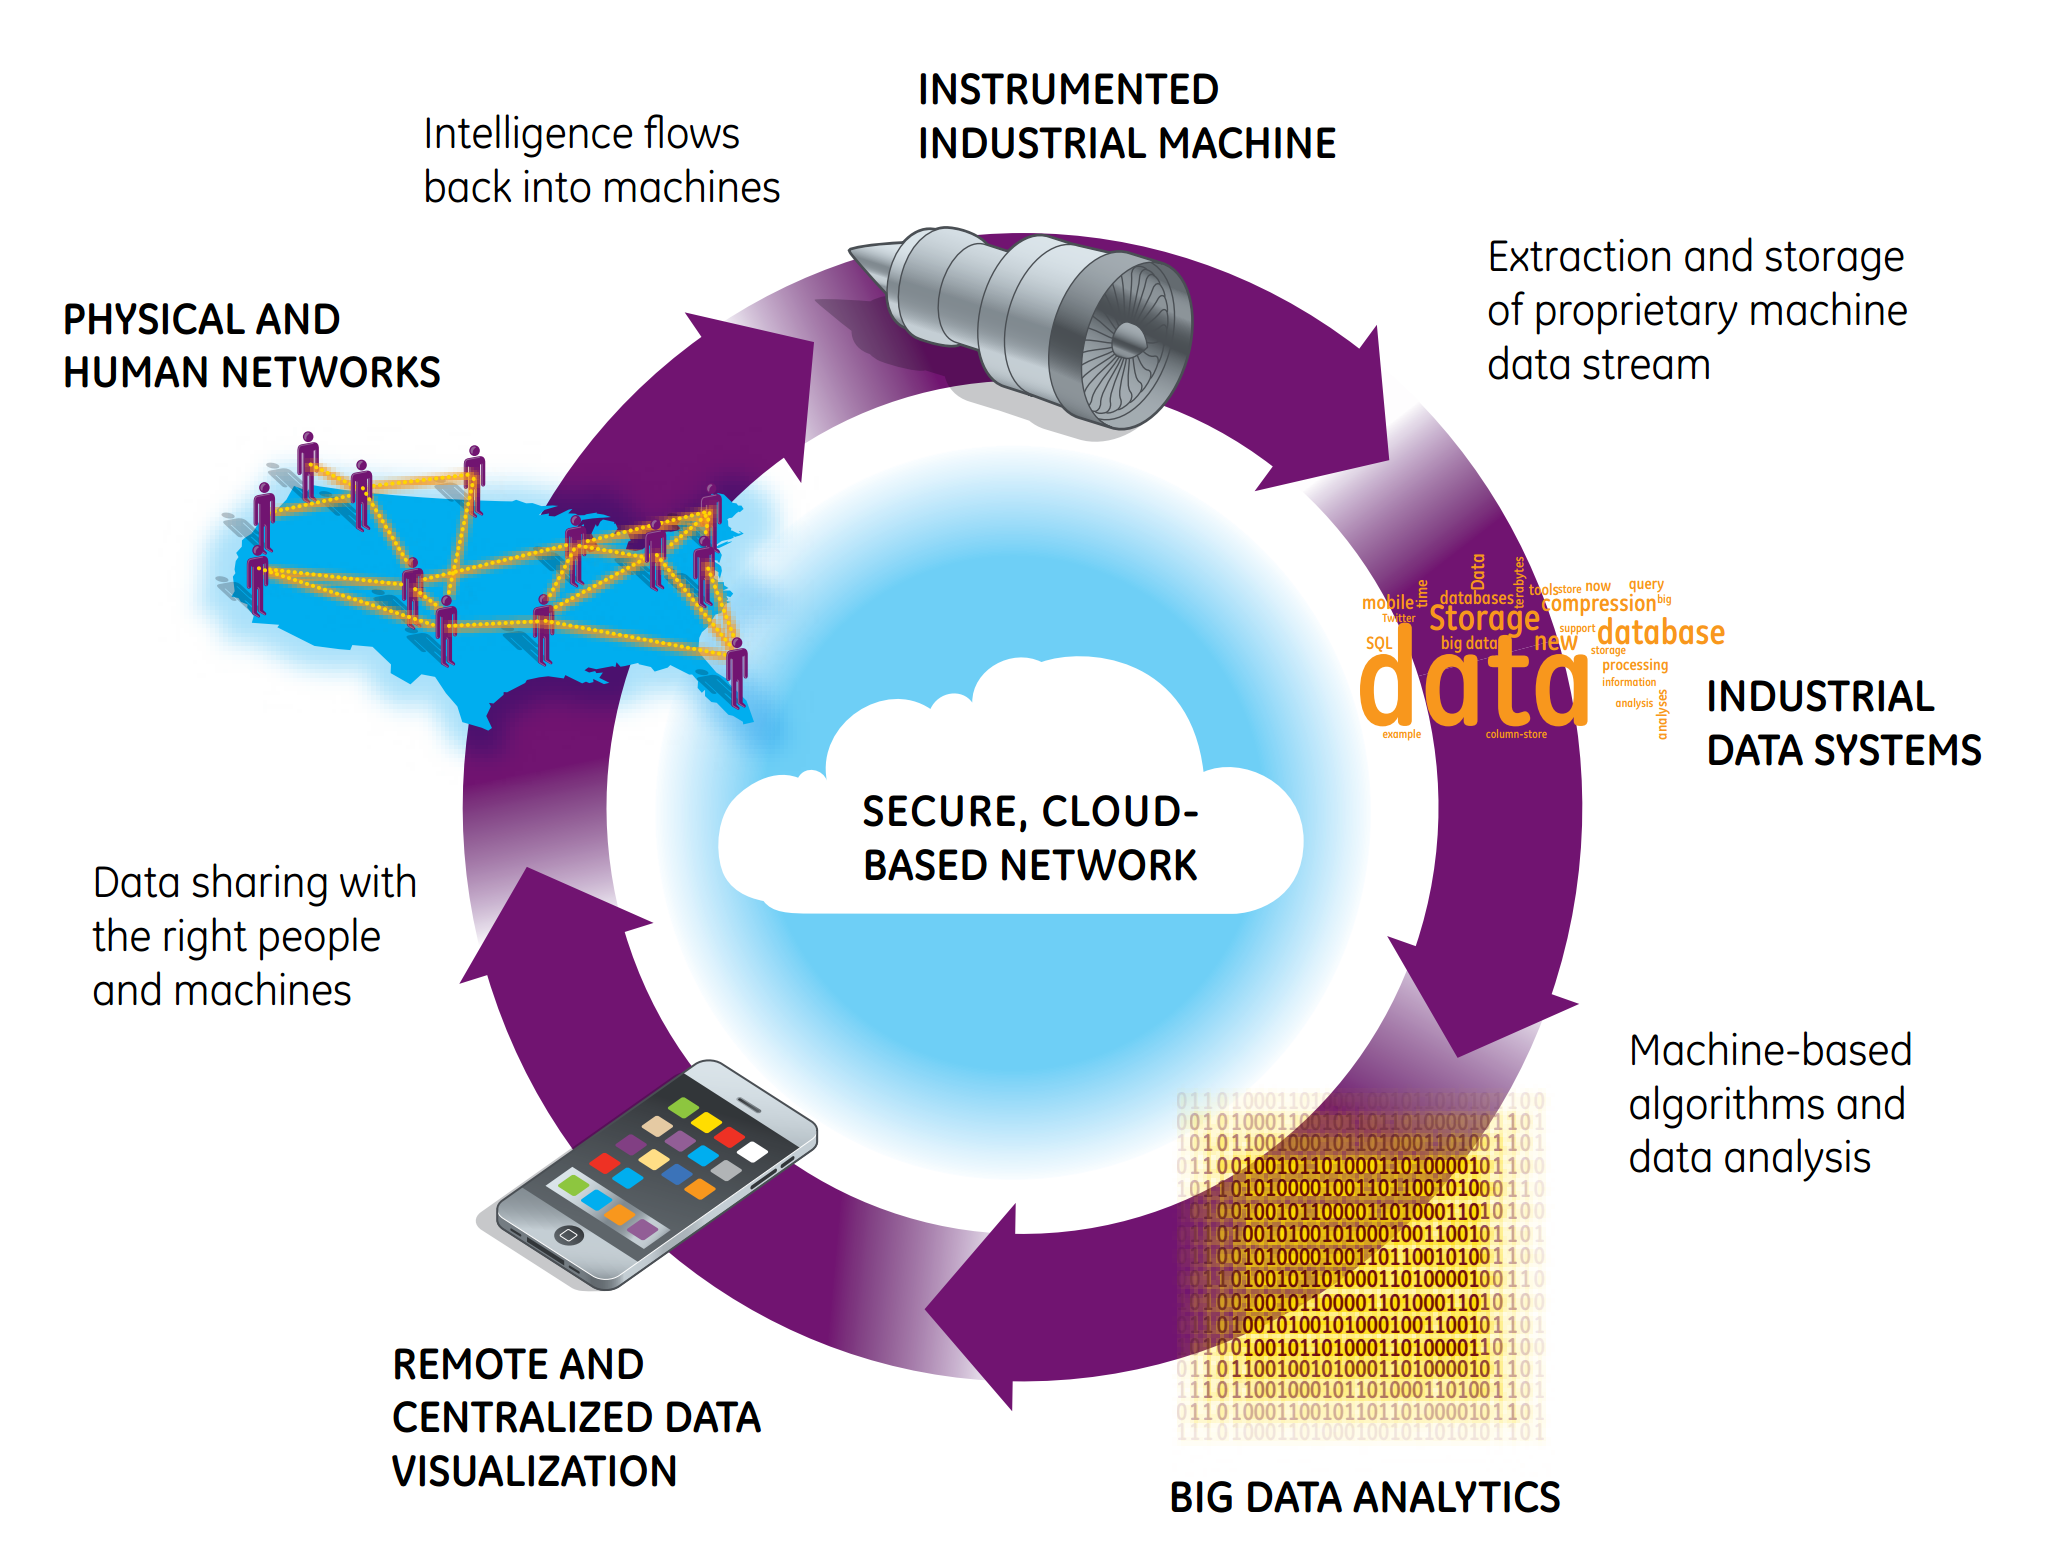 INSTRUMENTED
INDUSTRIAL MACHINE
Intelligence flows
back into machines
Extraction and storage
of proprietary machine
data stream
PHYSICAL AND
HUMAN NETWORKS
Data
terabytes
time
tools
store
now
query
mobile
databases
compression
big
Twitter
Storage
support
database
SQL
big data
new
storage
data
processing
information
analysis
analyses
example
column-store
INDUSTRIAL
DATA SYSTEMS
SECURE, CLOUD-
BASED NETWORK
Data sharing with
the right people
and machines
Machine-based
algorithms and
data analysis
REMOTE AND
CENTRALIZED DATA
VISUALIZATION
BIG DATA ANALYTICS